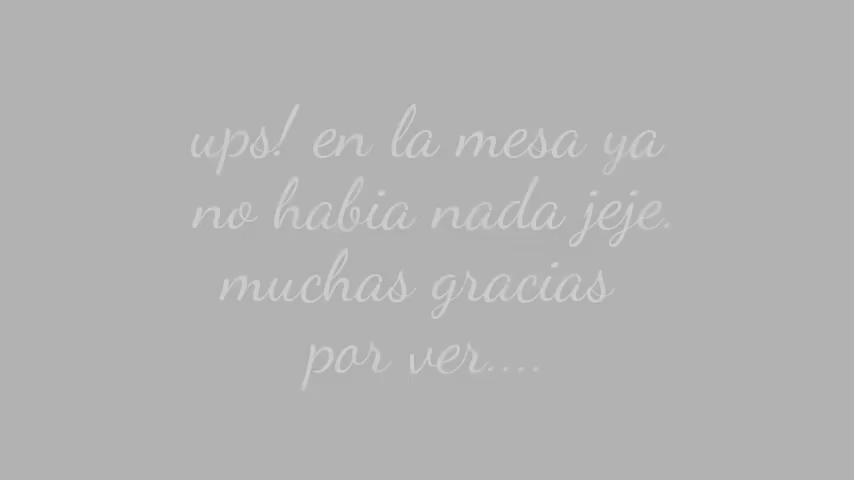 ups! en la mesa ya
no habia nada jeje.
muchas gracias
por ver....